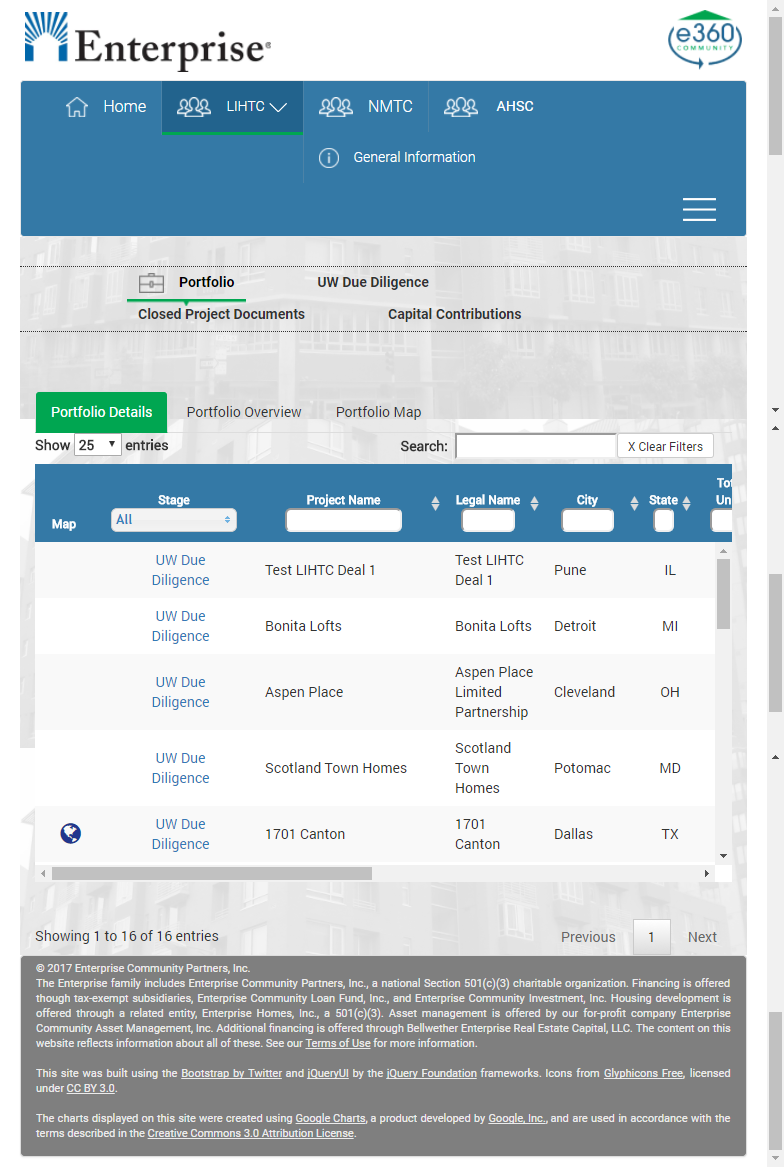 Enterprise®
e360
COMMUNITY
Home LIHTC NMTC AHSC
General Information
Portfolio UW Due Diligence
Closed Project Documents Capital Contributions
Portfolio Details Portfolio Overview Portfolio Map
Show 25 entries Search: X Clear Filters
Map Stage All Project Name Legal Name City State Tot
Un
UW Due
Diligence
Test LIHTC Deal 1
Test LIHTC
Deal 1
Pune
IL
UW Due
Diligence
Bonita Lofts
Bonita Lofts
Detroit
MI
UW Due
Diligence
Aspen Place
Aspen Place
Limited
Partnership
Cleveland
OH
UW Due
Diligence
Scotland Town Homes
Scotland
Town
Homes
Potomac
MD
UW Due
Diligence
1701 Canton
1701
Canton
Dallas
TX
Showing 1 to 16 of 16 entries Previous 1 Next
© 2017 Enterprise Community Partners, Inc.
The Enterprise family includes Enterprise Community Partners, Inc., a national Section 501(c)(3) charitable organization. Financing is offered
though tax-exempt subsidiaries, Enterprise Community Loan Fund, Inc., and Enterprise Community Investment, Inc. Housing development is
offered through a related entity, Enterprise Homes, Inc., a 501(c)(3). Asset management is offered by our for-profit company Enterprise
Community Asset Management, Inc. Additional financing is offered through Bellwether Enterprise Real Estate Capital, LLC. The content on this
website reflects information about all of these. See our Terms of Use for more information.
This site was built using the Bootstrap by Twitter and jQueryUI by the jQuery Foundation frameworks. Icons from Glyphicons Free, licensed
under CC BY 3.0.
The charts displayed on this site were created using Google Charts, a product developed by Google, Inc., and are used in accordance with the
terms described in the Creative Commons 3.0 Attribution License.